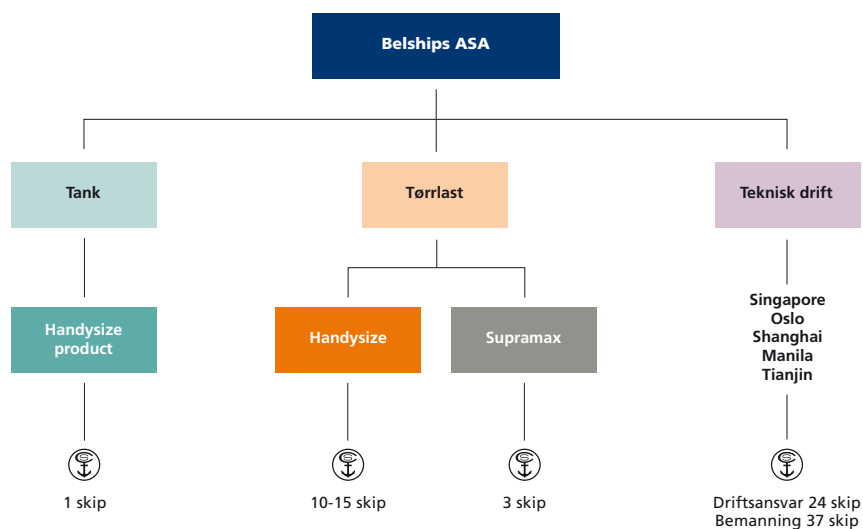 Belships ASA
Tank
Tørrlast
Teknisk drift
Handysize
product
Handysize
Supramax
Singapore
Oslo
Shanghai
Manila
Tianjin
1 skip
10-15 skip
3 skip
Driftsansvar 24 skip
Bemanning 37 skip